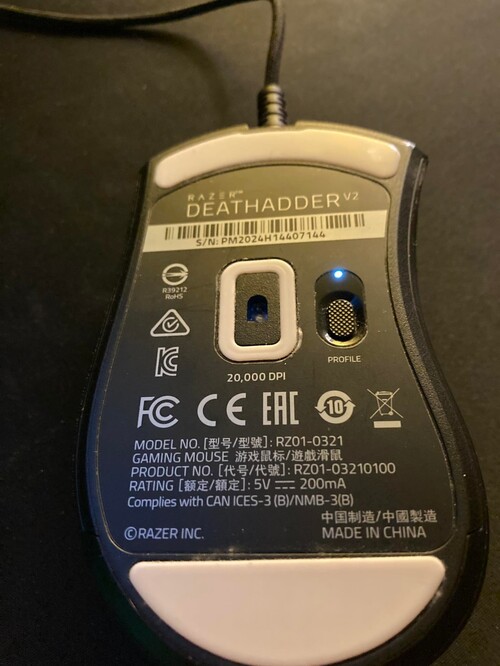 RAZER™
DEATHADDER V2
S/N: PM2024H14407144
R39212
RoHS
PROFILE
20,000 DPI
FC CE EAC 10
MODEL NO. [型号/型號]: RZ01-0321
GAMING MOUSE 游戏鼠标/遊戲滑鼠
PRODUCT NO. [代号/代號]: RZ01-03210100
RATING [额定/額定]: 5V ⎓ 200mA
Complies with CAN ICES-3 (B)/NMB-3(B)
中国制造/中國製造
©RAZER INC. MADE IN CHINA